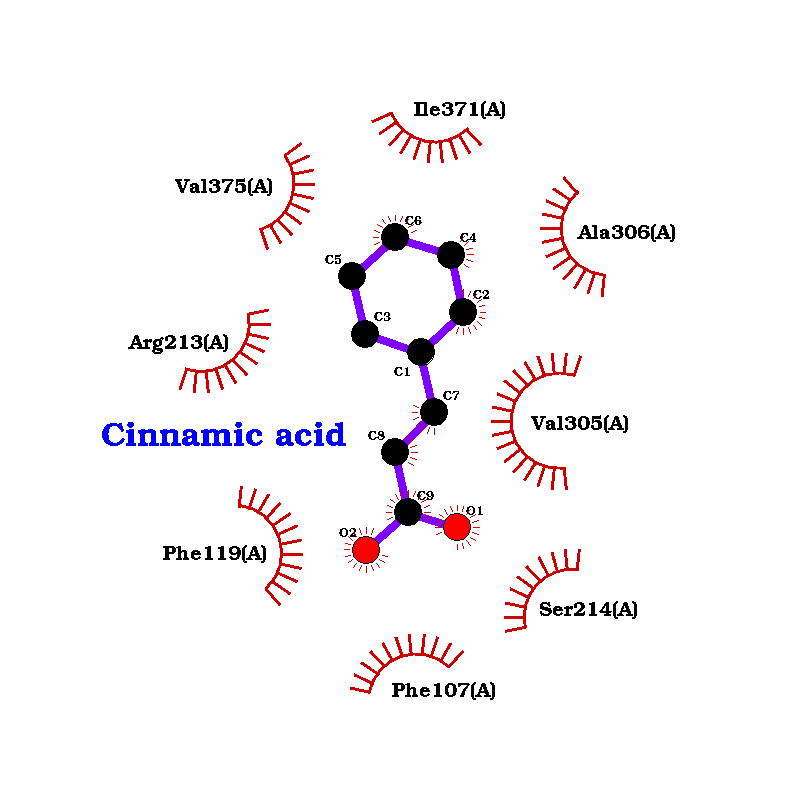 Ile371(A)
Val375(A)
C6
Ala306(A)
C4
C5
C2
C3
Arg213(A)
C1
C7
Val305(A)
Cinnamic acid
C8
C9
O1
O2
Phe119(A)
Ser214(A)
Phe107(A)